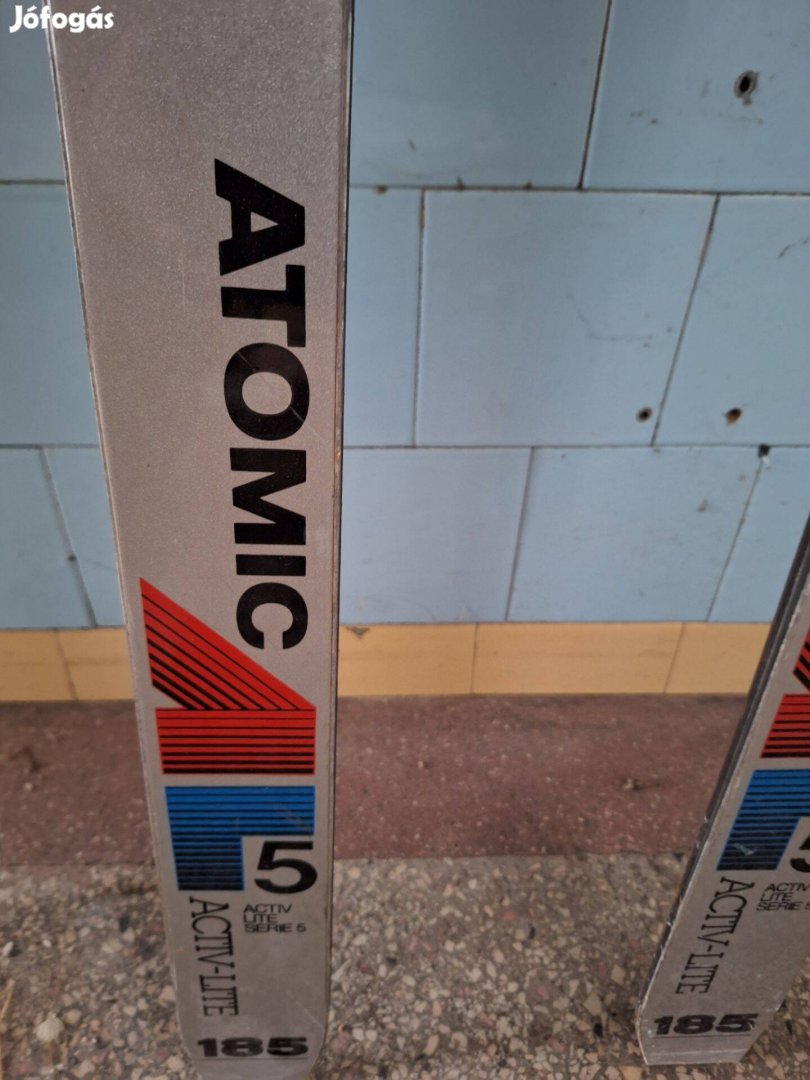 Jófogás
ATOMIC
5
ACTIV
LITE
SERIE 5
ACTIV-LITE
185
5
ACTIV
LITE
SERIE 5
ACTIV-LITE
185